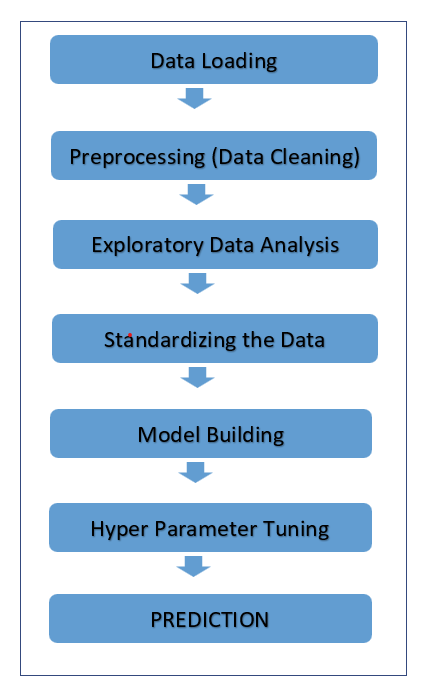 Data Loading
Preprocessing (Data Cleaning)
Exploratory Data Analysis
Standardizing the Data
Model Building
Hyper Parameter Tuning
PREDICTION